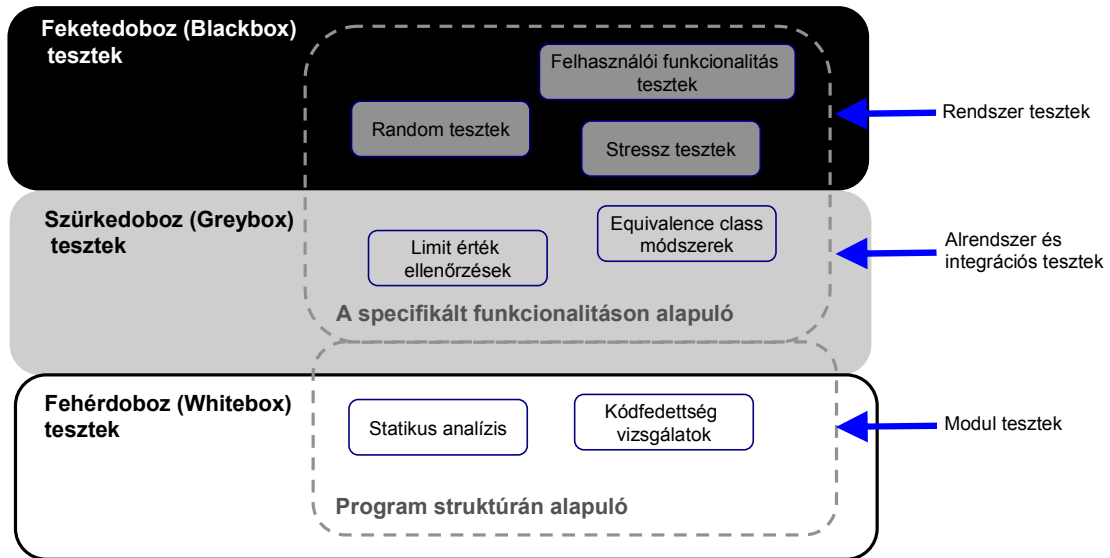 Feketedoboz (Blackbox)
tesztek
Felhasználói funkcionalitás
tesztek
Random tesztek
Stressz tesztek
Rendszer tesztek
Szürkedoboz (Greybox)
tesztek
Limit érték
ellenőrzések
Equivalence class
módszerek
Alrendszer és
integrációs tesztek
A specifikált funkcionalitáson alapuló
Fehérdoboz (Whitebox)
tesztek
Statikus analízis
Kódfedettség
vizsgálatok
Modul tesztek
Program struktúrán alapuló